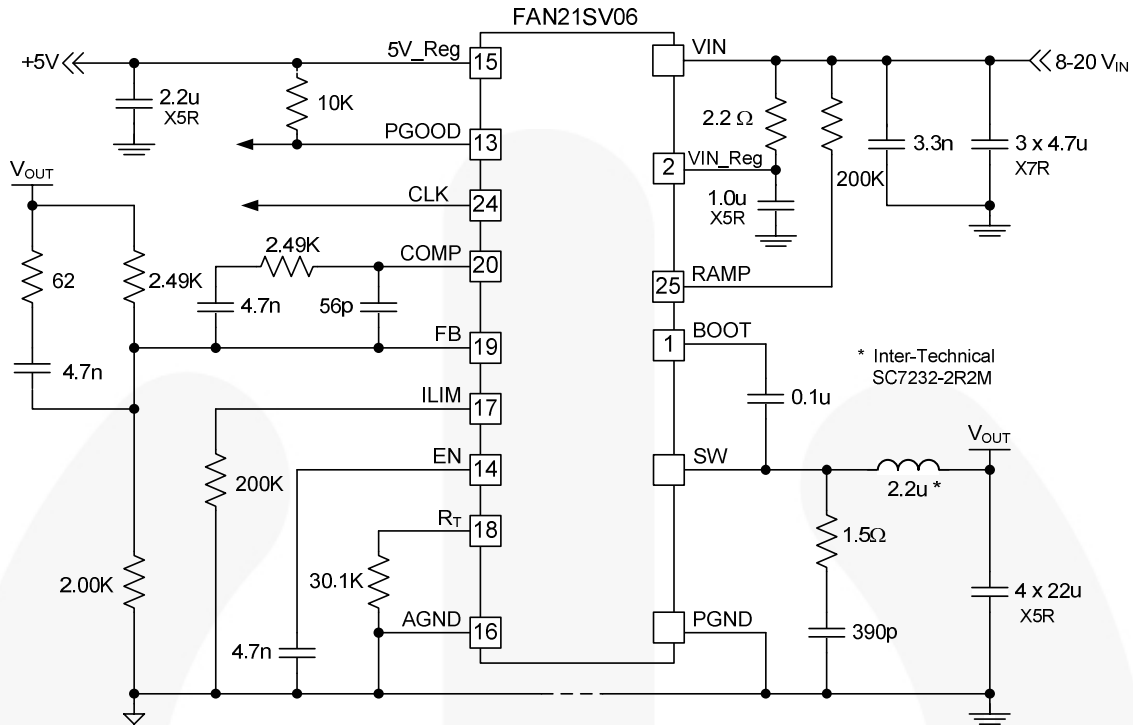 FAN21SV06
+5V
5V_Reg
15
2.2u
X5R
10K
PGOOD
13
CLK
24
VOUT
62
2.49K
4.7n
2.49K
4.7n
56p
COMP
20
FB
19
ILIM
17
200K
EN
14
RT
18
30.1K
2.00K
4.7n
AGND
16
VIN
8-20 VIN
2.2 Ω
2
VIN_Reg
1.0u
X5R
200K
3.3n
3 x 4.7u
X7R
25
RAMP
1
BOOT
0.1u
* Inter-Technical
SC7232-2R2M
SW
VOUT
2.2u *
1.5Ω
390p
4 x 22u
X5R
PGND